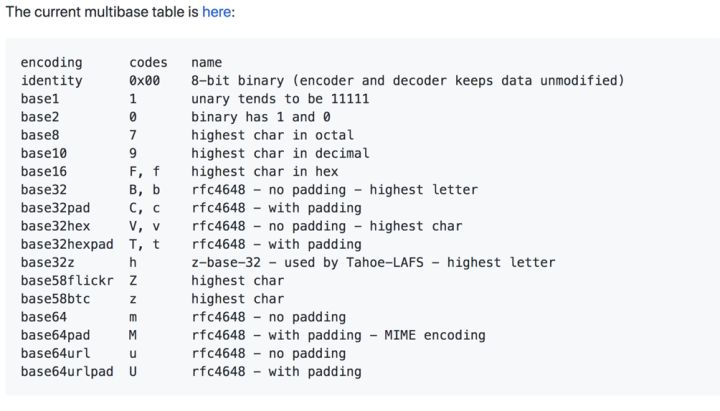 The current multibase table is here:
encoding codes name
identity 0x00 8-bit binary (encoder and decoder keeps data unmodified)
base1 1 unary tends to be 11111
base2 0 binary has 1 and 0
base8 7 highest char in octal
base10 9 highest char in decimal
base16 F, f highest char in hex
base32 B, b rfc4648 – no padding – highest letter
base32pad C, c rfc4648 – with padding
base32hex V, v rfc4648 – no padding – highest char
base32hexpad T, t rfc4648 – with padding
base32z h z-base-32 – used by Tahoe-LAFS – highest letter
base58flickr Z highest char
base58btc z highest char
base64 m rfc4648 – no padding
base64pad M rfc4648 – with padding – MIME encoding
base64url u rfc4648 – no padding
base64urlpad U rfc4648 – with padding